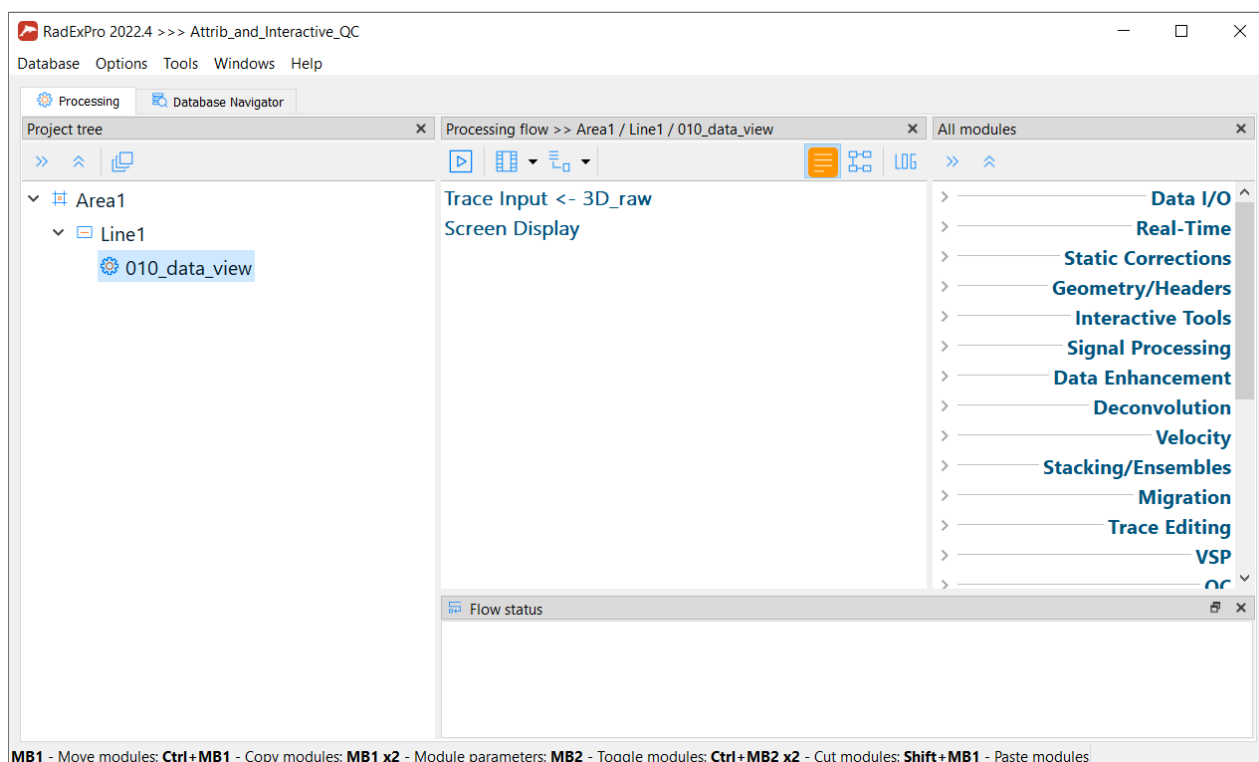 RadExPro 2022.4 >>> Attrib_and_Interactive_QC
Database Options Tools Windows Help
Processing Database Navigator
Project tree
Area1
Line1
010_data_view
Processing flow >> Area1 / Line1 / 010_data_view
LOG
Trace Input <- 3D_raw
Screen Display
All modules
Data I/O
Real-Time
Static Corrections
Geometry/Headers
Interactive Tools
Signal Processing
Data Enhancement
Deconvolution
Velocity
Stacking/Ensembles
Migration
Trace Editing
VSP
QC
Flow status
MB1 - Move modules; Ctrl+MB1 - Copy modules; MB1 x2 - Module parameters; MB2 - Toggle modules; Ctrl+MB2 x2 - Cut modules; Shift+MB1 - Paste modules